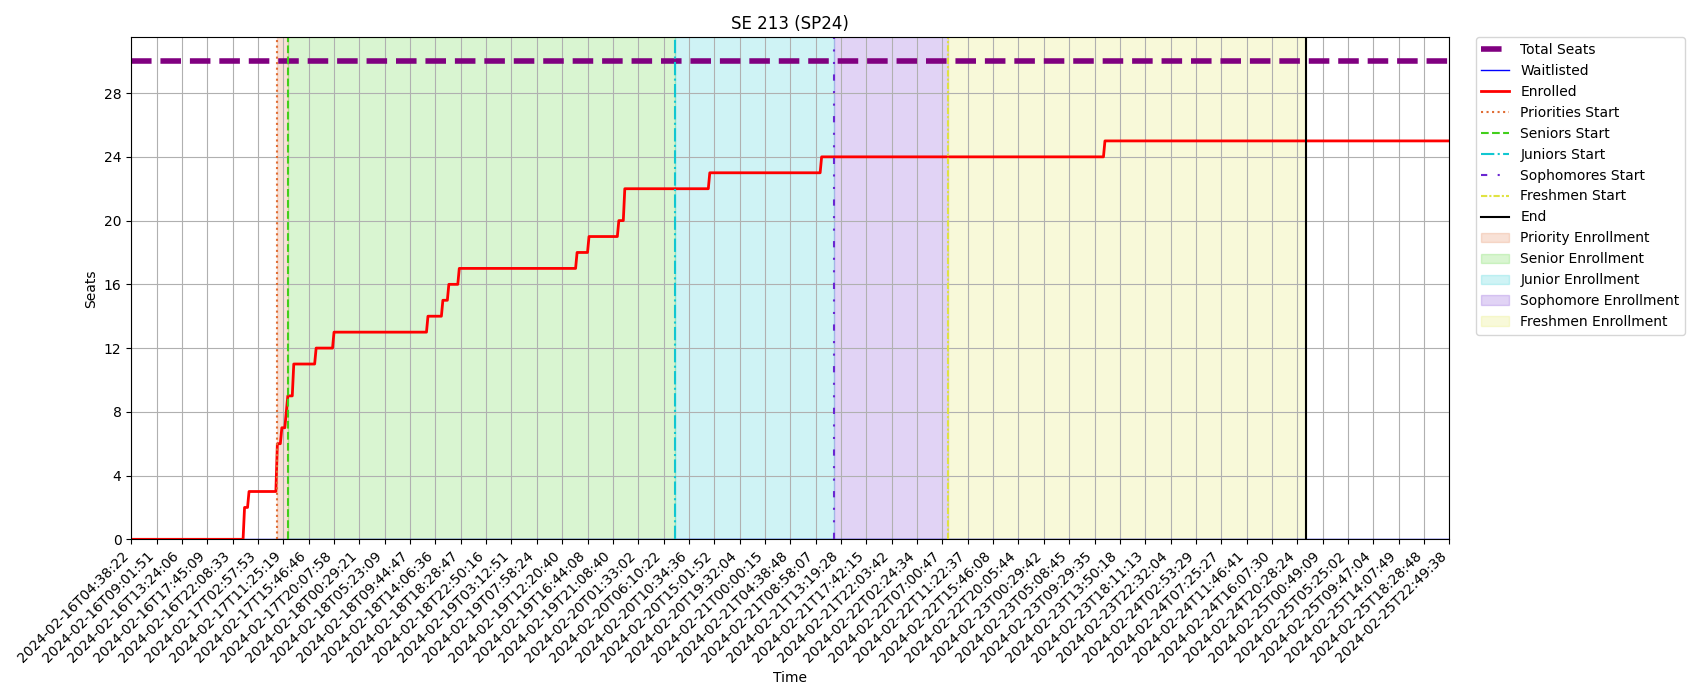 SE 213 (SP24)
Total Seats
Waitlisted
Enrolled
Priorities Start
Seniors Start
Juniors Start
Sophomores Start
Freshmen Start
End
Priority Enrollment
Senior Enrollment
Junior Enrollment
Sophomore Enrollment
Freshmen Enrollment
Seats
28
24
20
16
12
8
4
0
2024-02-16T04:38:22
2024-02-16T09:01:51
2024-02-16T13:24:06
2024-02-16T17:45:09
2024-02-16T22:08:33
2024-02-17T02:57:53
2024-02-17T11:25:19
2024-02-17T15:46:46
2024-02-17T20:07:58
2024-02-18T00:29:21
2024-02-18T05:23:09
2024-02-18T09:44:47
2024-02-18T14:06:36
2024-02-18T18:28:47
2024-02-18T22:50:16
2024-02-19T03:12:51
2024-02-19T07:58:24
2024-02-19T12:20:40
2024-02-19T16:44:08
2024-02-19T21:08:40
2024-02-20T01:33:02
2024-02-20T06:10:22
2024-02-20T10:34:36
2024-02-20T15:01:52
2024-02-20T19:32:04
2024-02-21T00:00:15
2024-02-21T04:38:48
2024-02-21T08:58:07
2024-02-21T13:19:28
2024-02-21T17:42:15
2024-02-21T22:03:42
2024-02-22T02:24:34
2024-02-22T07:00:47
2024-02-22T11:22:37
2024-02-22T15:46:08
2024-02-22T20:05:44
2024-02-23T00:29:42
2024-02-23T05:08:45
2024-02-23T09:29:35
2024-02-23T13:50:18
2024-02-23T18:11:13
2024-02-23T22:32:04
2024-02-24T02:53:29
2024-02-24T07:25:27
2024-02-24T11:46:41
2024-02-24T16:07:30
2024-02-24T20:28:24
2024-02-25T00:49:09
2024-02-25T05:25:02
2024-02-25T09:47:04
2024-02-25T14:07:49
2024-02-25T18:28:48
2024-02-25T22:49:38
Time